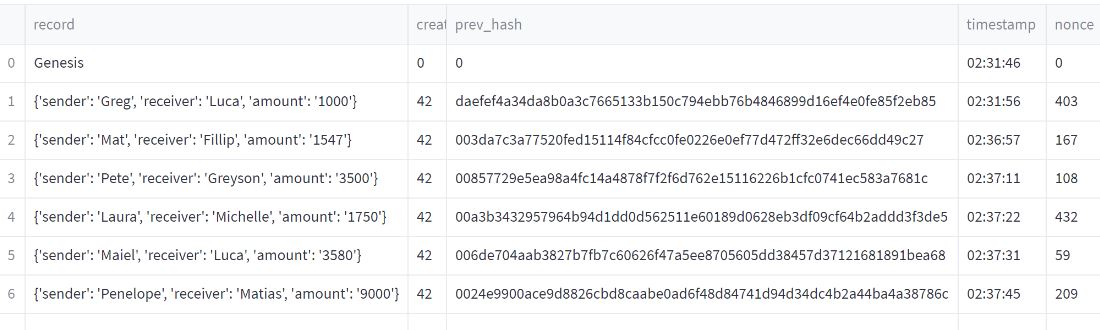 record creat prev_hash timestamp nonce
0 Genesis 0 0 02:31:46 0
1 {'sender': 'Greg', 'receiver': 'Luca', 'amount': '1000'} 42 daefef4a34da8b0a3c7665133b150c794ebb76b4846899d16ef4e0fe85f2eb85 02:31:56 403
2 {'sender': 'Mat', 'receiver': 'Fillip', 'amount': '1547'} 42 003da7c3a77520fed15114f84cfcc0fe0226e0ef77d472ff32e6dec66dd49c27 02:36:57 167
3 {'sender': 'Pete', 'receiver': 'Greyson', 'amount': '3500'} 42 00857729e5ea98a4fc14a4878f7f2f6d762e15116226b1cfc0741ec583a7681c 02:37:11 108
4 {'sender': 'Laura', 'receiver': 'Michelle', 'amount': '1750'} 42 00a3b3432957964b94d1dd0d562511e60189d0628eb3df09cf64b2addd3f3de5 02:37:22 432
5 {'sender': 'Maiel', 'receiver': 'Luca', 'amount': '3580'} 42 006de704aab3827b7fb7c60626f47a5ee8705605dd38457d37121681891bea68 02:37:31 59
6 {'sender': 'Penelope', 'receiver': 'Matias', 'amount': '9000'} 42 0024e9900ace9d8826cbd8caabe0ad6f48d84741d94d34dc4b2a44ba4a38786c 02:37:45 209